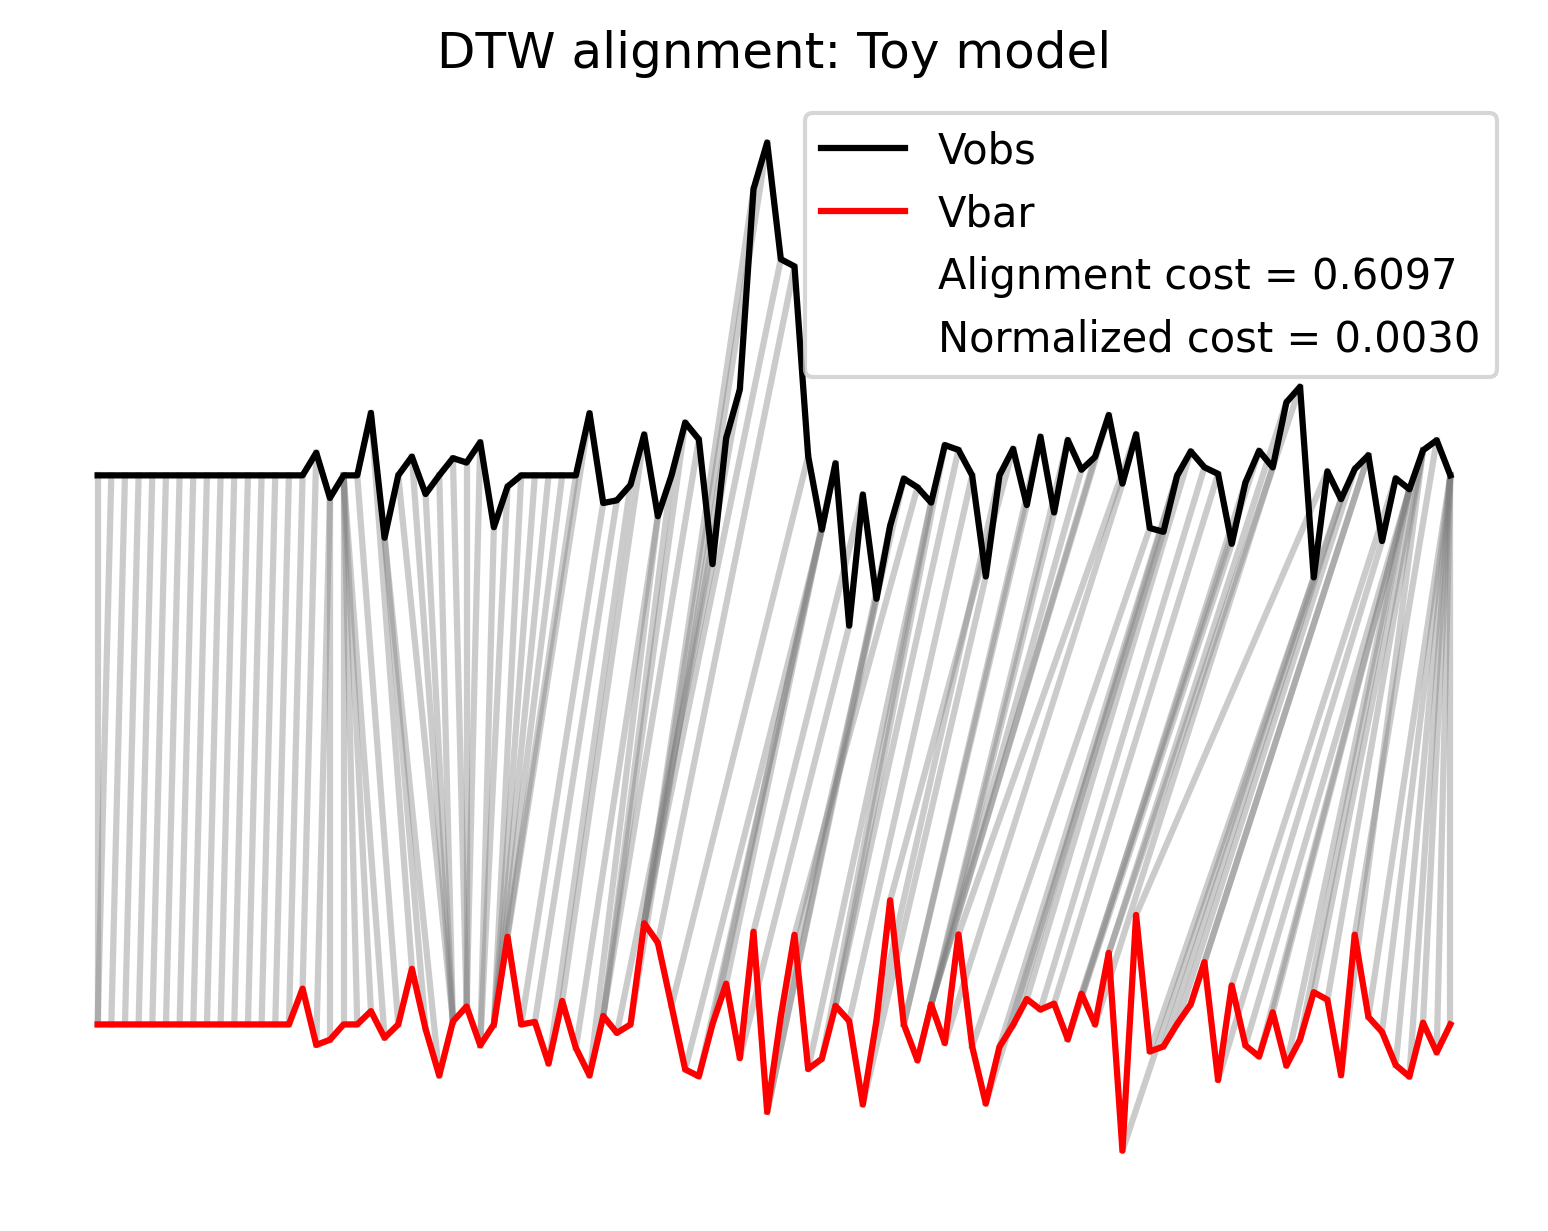 DTW alignment: Toy model
Vobs
Vbar
Alignment cost = 0.6097
Normalized cost = 0.0030